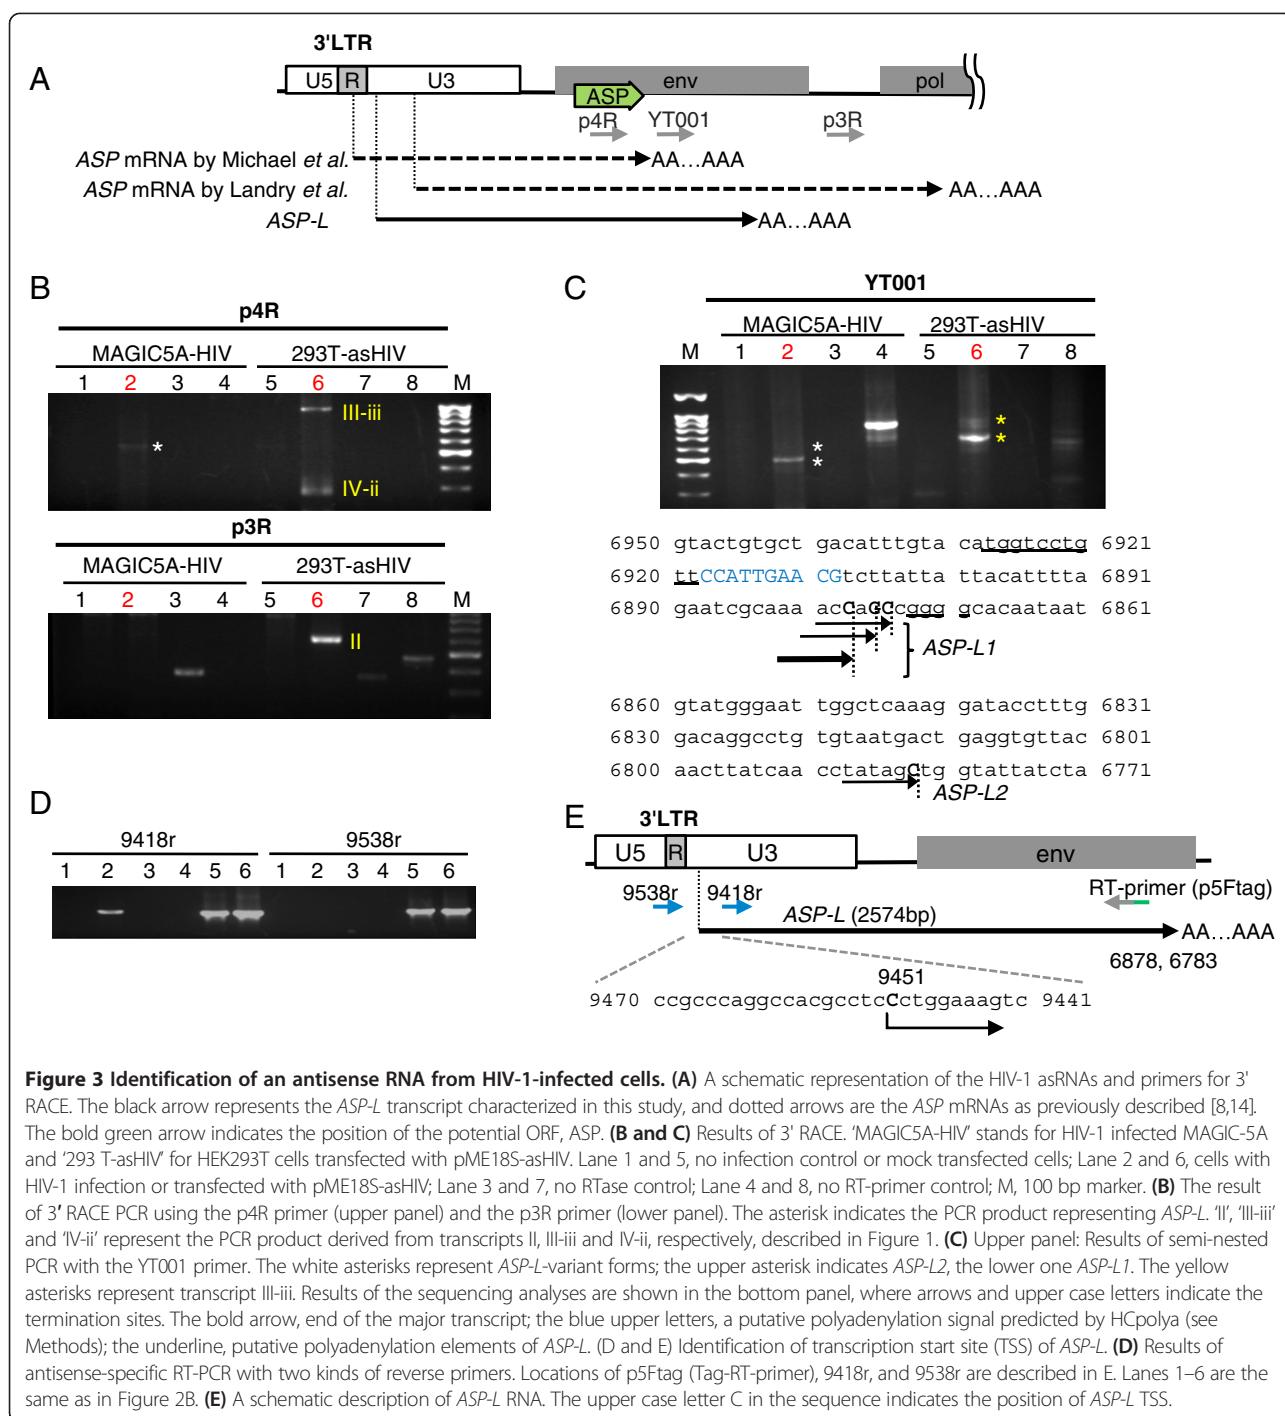 A
3'LTR
U5 R U3 env pol
ASP
p4R YT001 p3R
ASP mRNA by Michael et al. AA...AAA
ASP mRNA by Landry et al. AA...AAA
ASP-L AA...AAA
B
p4R
MAGIC5A-HIV 293T-asHIV
1 2 3 4 5 6 7 8 M
III-iii
*
IV-ii
p3R
MAGIC5A-HIV 293T-asHIV
1 2 3 4 5 6 7 8 M
II
C
YT001
MAGIC5A-HIV 293T-asHIV
M 1 2 3 4 5 6 7 8
*
*
*
*
6950 gtactgtgct gacatttgta catggtcctg 6921
6920 ttCCATTGAA CGtcttatta ttacatttta 6891
6890 gaatcgcaaa accCaGCcggg gcacaataat 6861
ASP-L1
6860 gtatgggaat tggctcaaag gatacctttg 6831
6830 gacaggcctg tgtaatgact gaggtgttac 6801
6800 aacttatcaa cctatagCtg gtattatcta 6771
ASP-L2
D
9418r 9538r
1 2 3 4 5 6 1 2 3 4 5 6
E
3'LTR
U5 R U3 env
9538r 9418r RT-primer (p5Ftag)
ASP-L (2574bp) AA...AAA
6878, 6783
9451
9470 ccgcccaggccacgcctcCctggaaagtc 9441
Figure 3 Identification of an antisense RNA from HIV-1-infected cells. (A) A schematic representation of the HIV-1 asRNAs and primers for 3'
RACE. The black arrow represents the ASP-L transcript characterized in this study, and dotted arrows are the ASP mRNAs as previously described [8,14].
The bold green arrow indicates the position of the potential ORF, ASP. (B and C) Results of 3' RACE. 'MAGIC5A-HIV' stands for HIV-1 infected MAGIC-5A
and '293 T-asHIV' for HEK293T cells transfected with pME18S-asHIV. Lane 1 and 5, no infection control or mock transfected cells; Lane 2 and 6, cells with
HIV-1 infection or transfected with pME18S-asHIV; Lane 3 and 7, no RTase control; Lane 4 and 8, no RT-primer control; M, 100 bp marker. (B) The result
of 3' RACE PCR using the p4R primer (upper panel) and the p3R primer (lower panel). The asterisk indicates the PCR product representing ASP-L. 'II', 'III-iii'
and 'IV-ii' represent the PCR product derived from transcripts II, III-iii and IV-ii, respectively, described in Figure 1. (C) Upper panel: Results of semi-nested
PCR with the YT001 primer. The white asterisks represent ASP-L-variant forms; the upper asterisk indicates ASP-L2, the lower one ASP-L1. The yellow
asterisks represent transcript III-iii. Results of the sequencing analyses are shown in the bottom panel, where arrows and upper case letters indicate the
termination sites. The bold arrow, end of the major transcript; the blue upper letters, a putative polyadenylation signal predicted by HCpolya (see
Methods); the underline, putative polyadenylation elements of ASP-L. (D and E) Identification of transcription start site (TSS) of ASP-L. (D) Results of
antisense-specific RT-PCR with two kinds of reverse primers. Locations of p5Ftag (Tag-RT-primer), 9418r, and 9538r are described in E. Lanes 1–6 are the
same as in Figure 2B. (E) A schematic description of ASP-L RNA. The upper case letter C in the sequence indicates the position of ASP-L TSS.